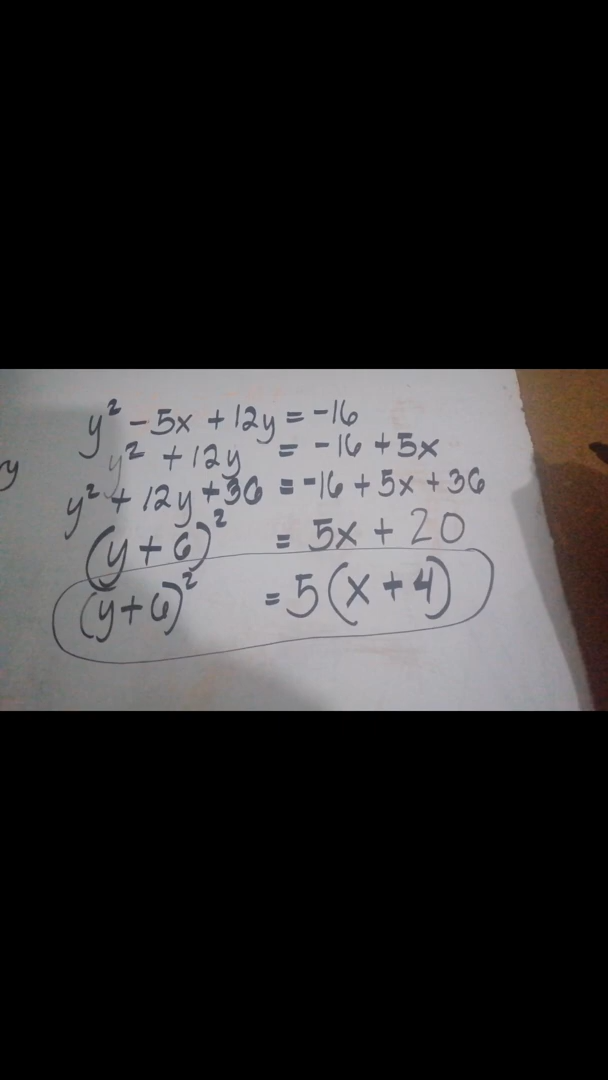 y² - 5x + 12y = -16
y² + 12y = -16 + 5x
y² + 12y + 36 = -16 + 5x + 36
(y + 6)² = 5x + 20
(y + 6)² = 5(x + 4)
y